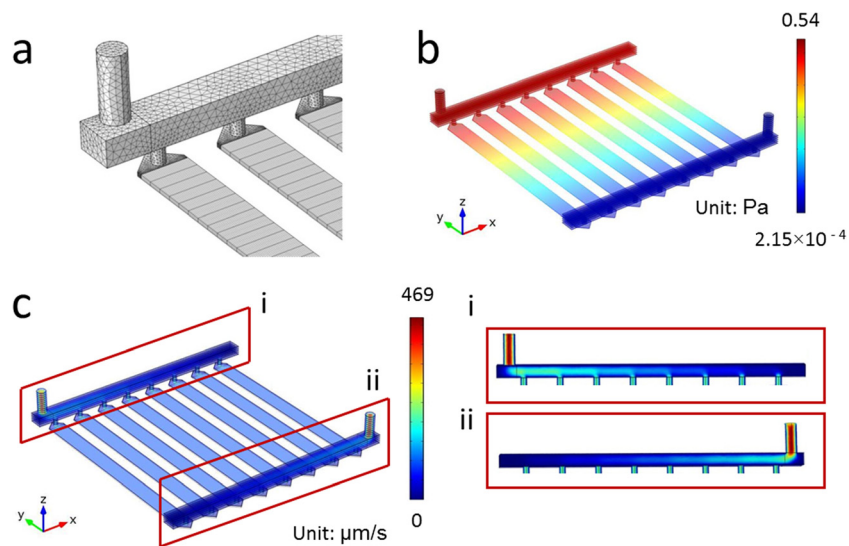 a
b
0.54
z
y
x
Unit: Pa
2.15×10⁻⁴
c
i
469
ii
z
y
x
Unit: µm/s
0
i
ii